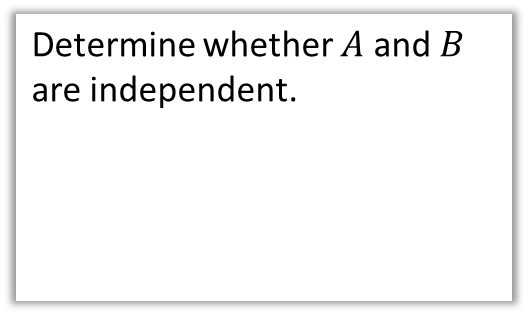 Determine whether A and B
are independent.